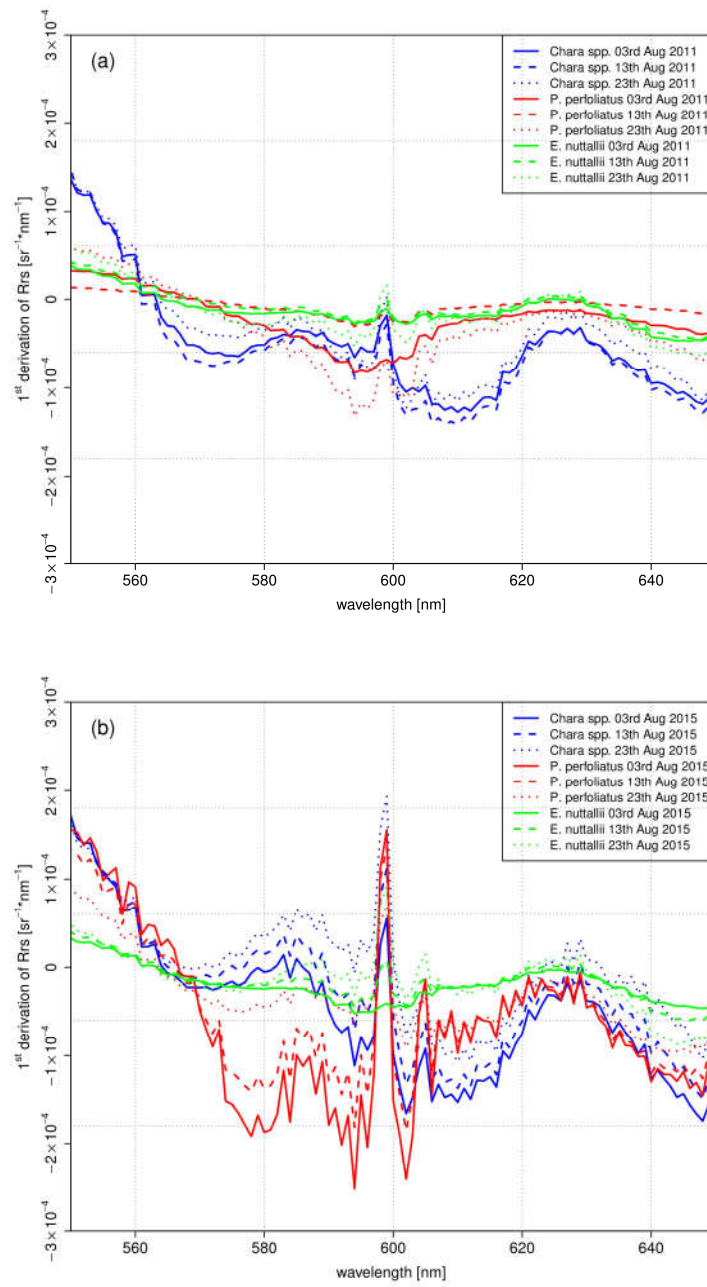 (a)
Chara spp. 03rd Aug 2011
Chara spp. 13th Aug 2011
Chara spp. 23th Aug 2011
P. perfoliatus 03rd Aug 2011
P. perfoliatus 13th Aug 2011
P. perfoliatus 23th Aug 2011
E. nuttallii 03rd Aug 2011
E. nuttallii 13th Aug 2011
E. nuttallii 23th Aug 2011
1st derivation of Rrs [sr⁻¹*nm⁻¹]
3×10⁻⁴
2×10⁻⁴
1×10⁻⁴
0
−1×10⁻⁴
−2×10⁻⁴
−3×10⁻⁴
560 580 600 620 640
wavelength [nm]
(b)
Chara spp. 03rd Aug 2015
Chara spp. 13th Aug 2015
Chara spp. 23th Aug 2015
P. perfoliatus 03rd Aug 2015
P. perfoliatus 13th Aug 2015
P. perfoliatus 23th Aug 2015
E. nuttallii 03rd Aug 2015
E. nuttallii 13th Aug 2015
E. nuttallii 23th Aug 2015
1st derivation of Rrs [sr⁻¹*nm⁻¹]
3×10⁻⁴
2×10⁻⁴
1×10⁻⁴
0
−1×10⁻⁴
−2×10⁻⁴
−3×10⁻⁴
560 580 600 620 640
wavelength [nm]